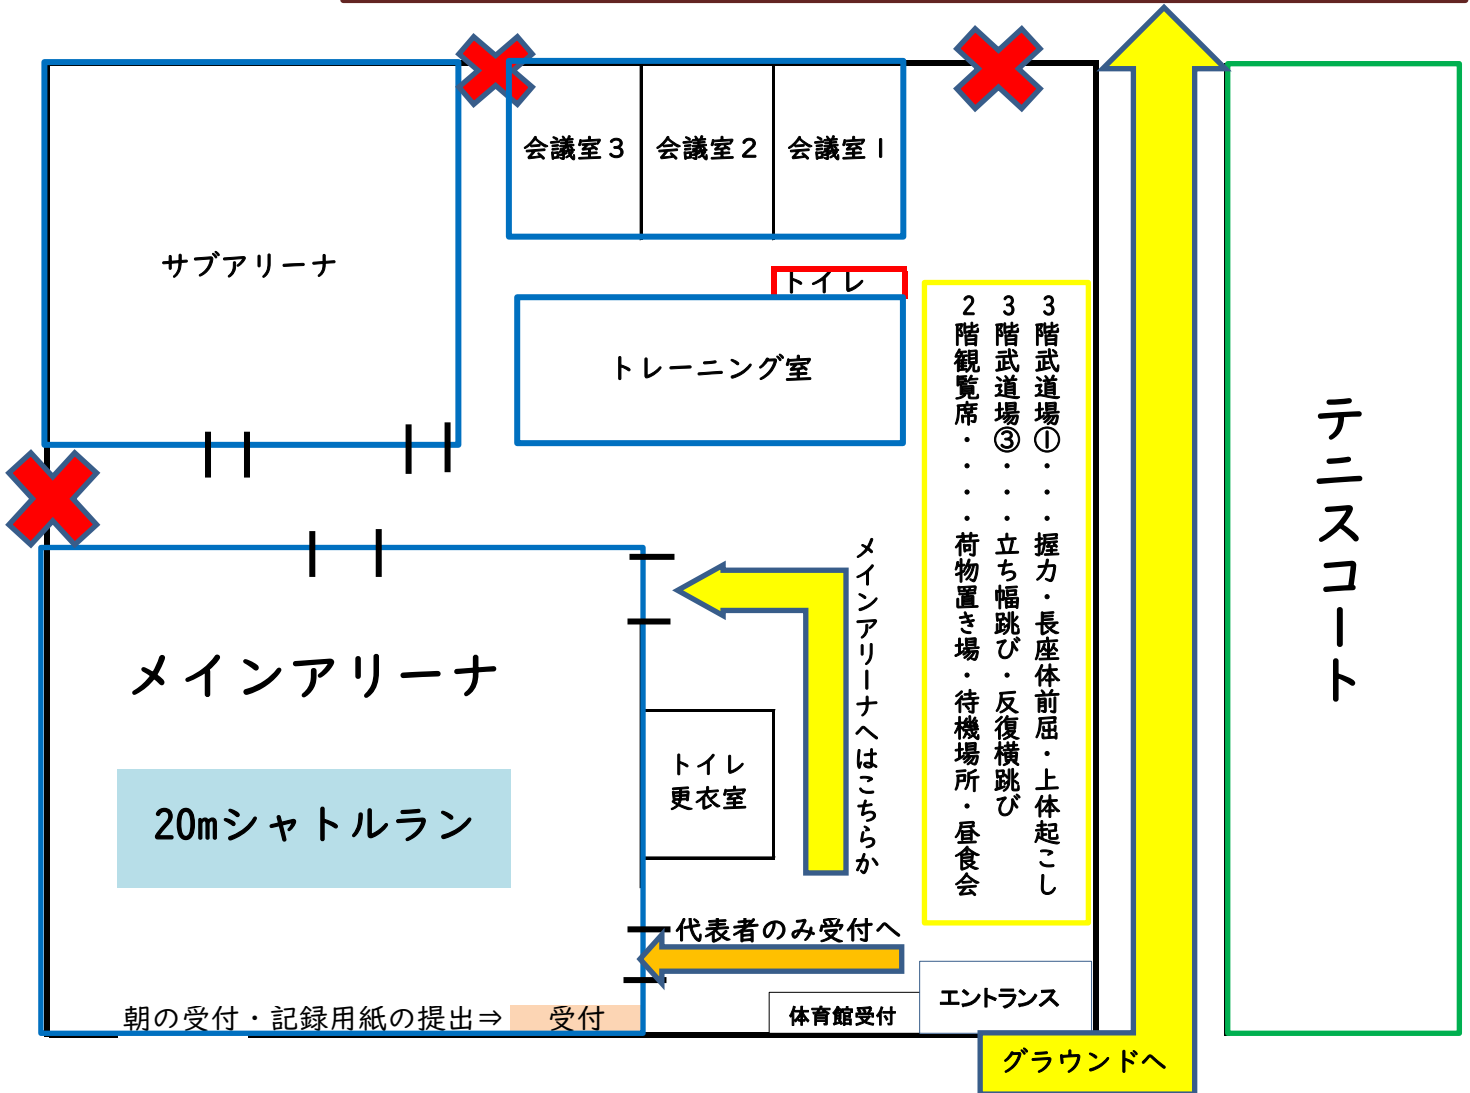 会議室3
会議室2
会議室1
サブアリーナ
トイレ
トレーニング室
3階武道場①・・・握力・長座体前屈・上体起こし
3階武道場③・・・立ち幅跳び・反復横跳び
2階観覧席・・・・荷物置き場・待機場所・昼食会
テニスコート
メインアリーナへはこちらか
メインアリーナ
トイレ
更衣室
20mシャトルラン
代表者のみ受付へ
エントランス
体育館受付
朝の受付・記録用紙の提出⇒
受付
グラウンドへ